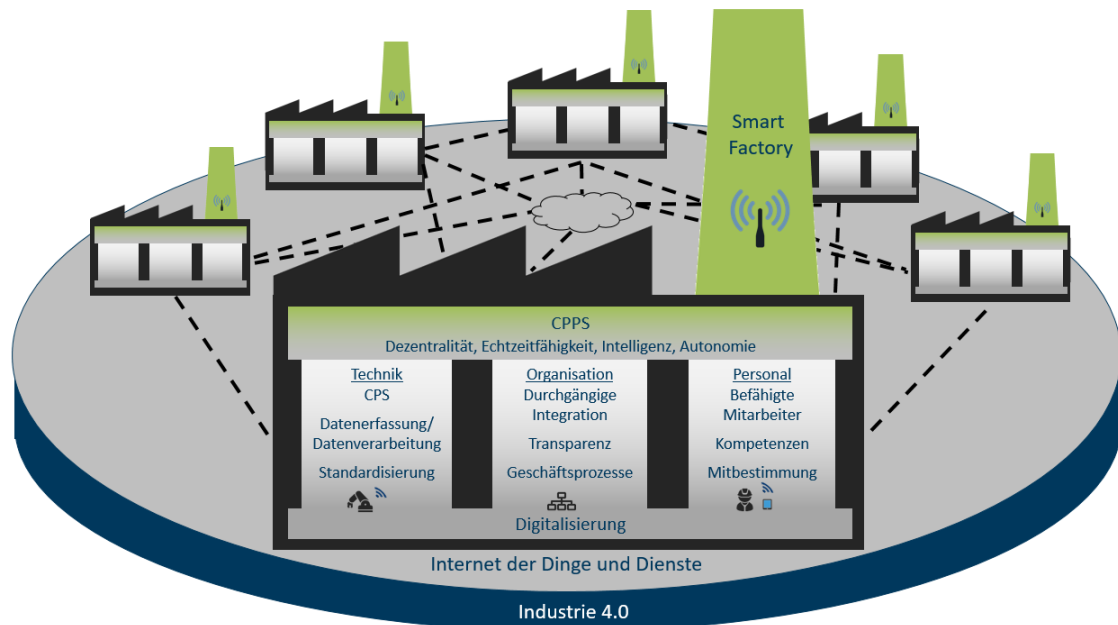 Smart
Factory
CPPS
Dezentralität, Echtzeitfähigkeit, Intelligenz, Autonomie
Technik
CPS
Datenerfassung/
Datenverarbeitung
Standardisierung
Organisation
Durchgängige
Integration
Transparenz
Geschäftsprozesse
Personal
Befähigte
Mitarbeiter
Kompetenzen
Mitbestimmung
Digitalisierung
Internet der Dinge und Dienste
Industrie 4.0